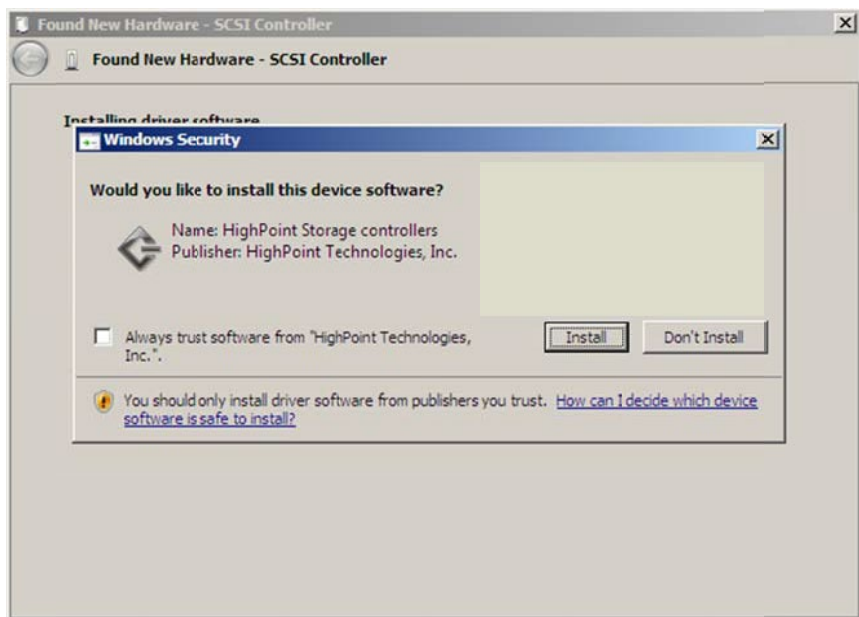 Found New Hardware - SCSI Controller
Found New Hardware - SCSI Controller
Installing driver software
Windows Security
Would you like to install this device software?
Name: HighPoint Storage controllers
Publisher: HighPoint Technologies, Inc.
Always trust software from "HighPoint Technologies,
Inc.".
Install
Don't Install
You should only install driver software from publishers you trust. How can I decide which device
software is safe to install?